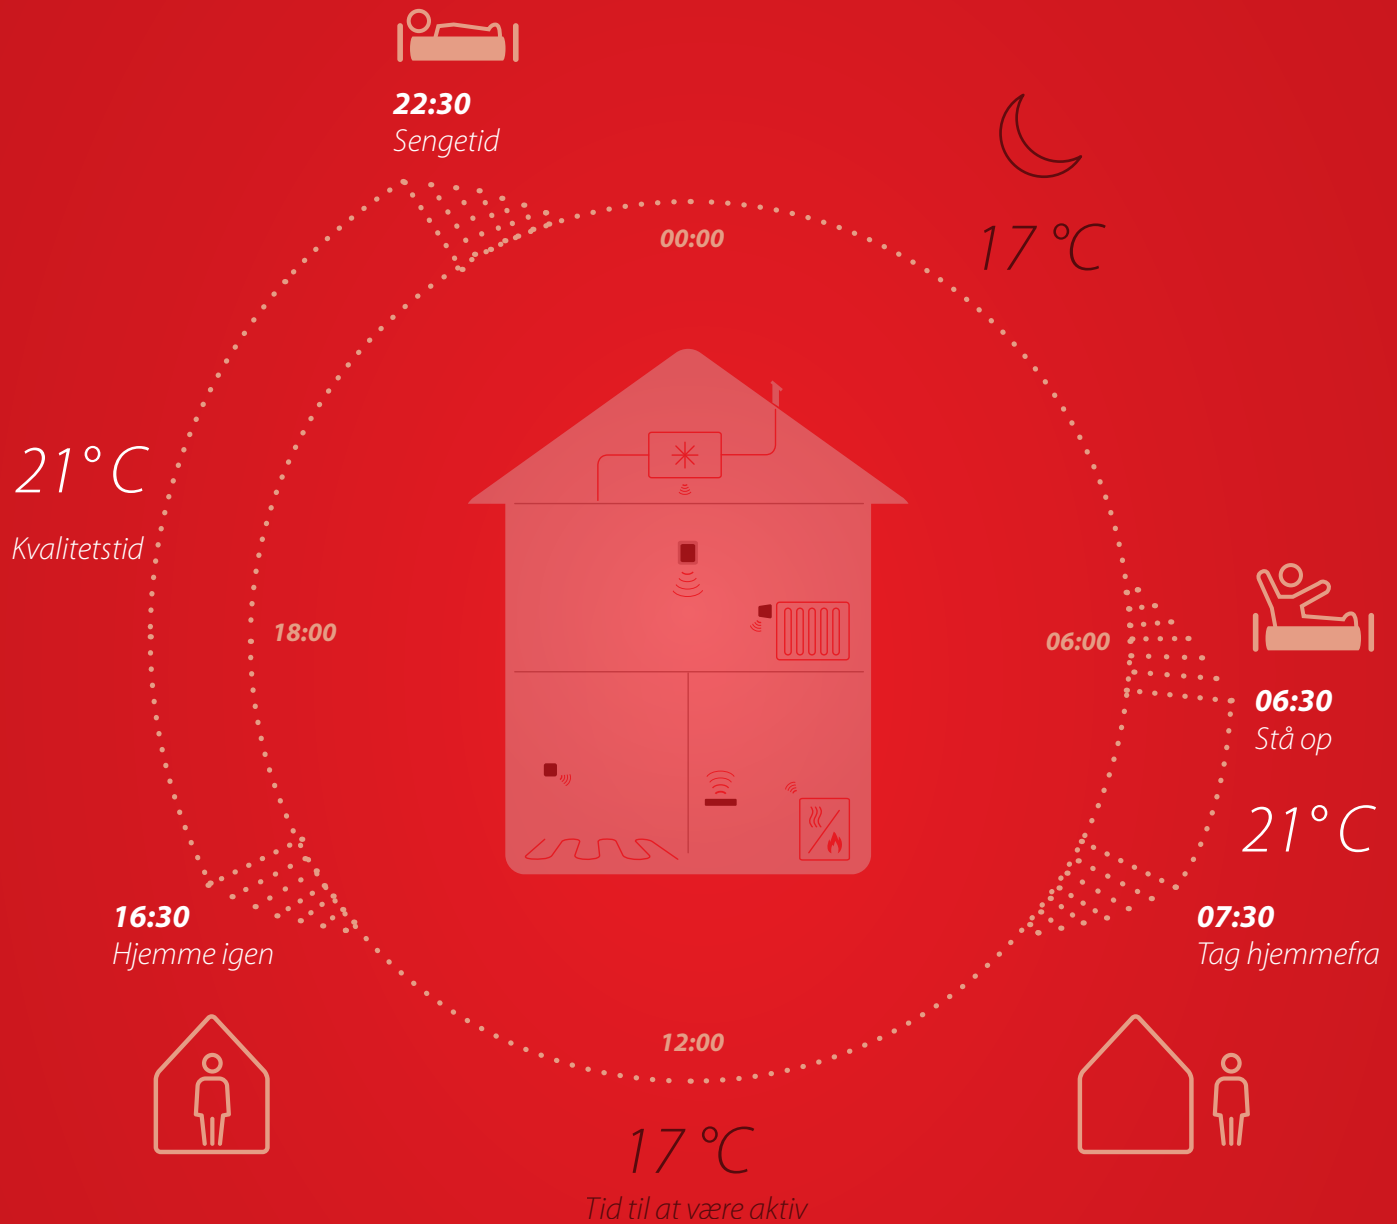 22:30
Sengetid
00:00
17 °C
21° C
Kvalitetstid
18:00
06:00
06:30
Stå op
21° C
16:30
Hjemme igen
07:30
Tag hjemmefra
12:00
17 °C
Tid til at være aktiv